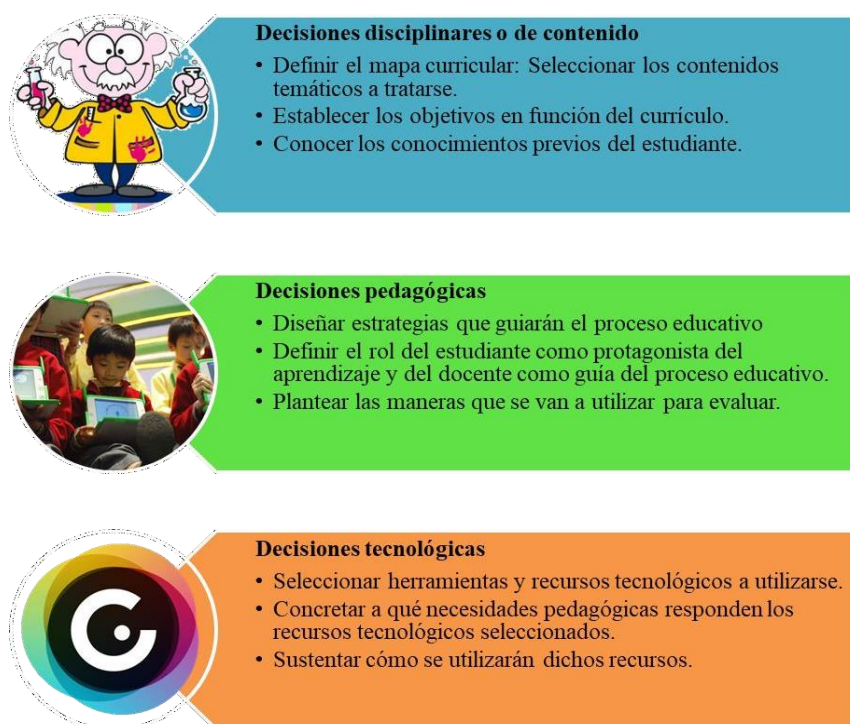 Decisiones disciplinares o de contenido
• Definir el mapa curricular: Seleccionar los contenidos
temáticos a tratarse.
• Establecer los objetivos en función del currículo.
• Conocer los conocimientos previos del estudiante.
Decisiones pedagógicas
• Diseñar estrategias que guiarán el proceso educativo
• Definir el rol del estudiante como protagonista del
aprendizaje y del docente como guía del proceso educativo.
• Plantear las maneras que se van a utilizar para evaluar.
Decisiones tecnológicas
• Seleccionar herramientas y recursos tecnológicos a utilizarse.
• Concretar a qué necesidades pedagógicas responden los
recursos tecnológicos seleccionados.
• Sustentar cómo se utilizarán dichos recursos.